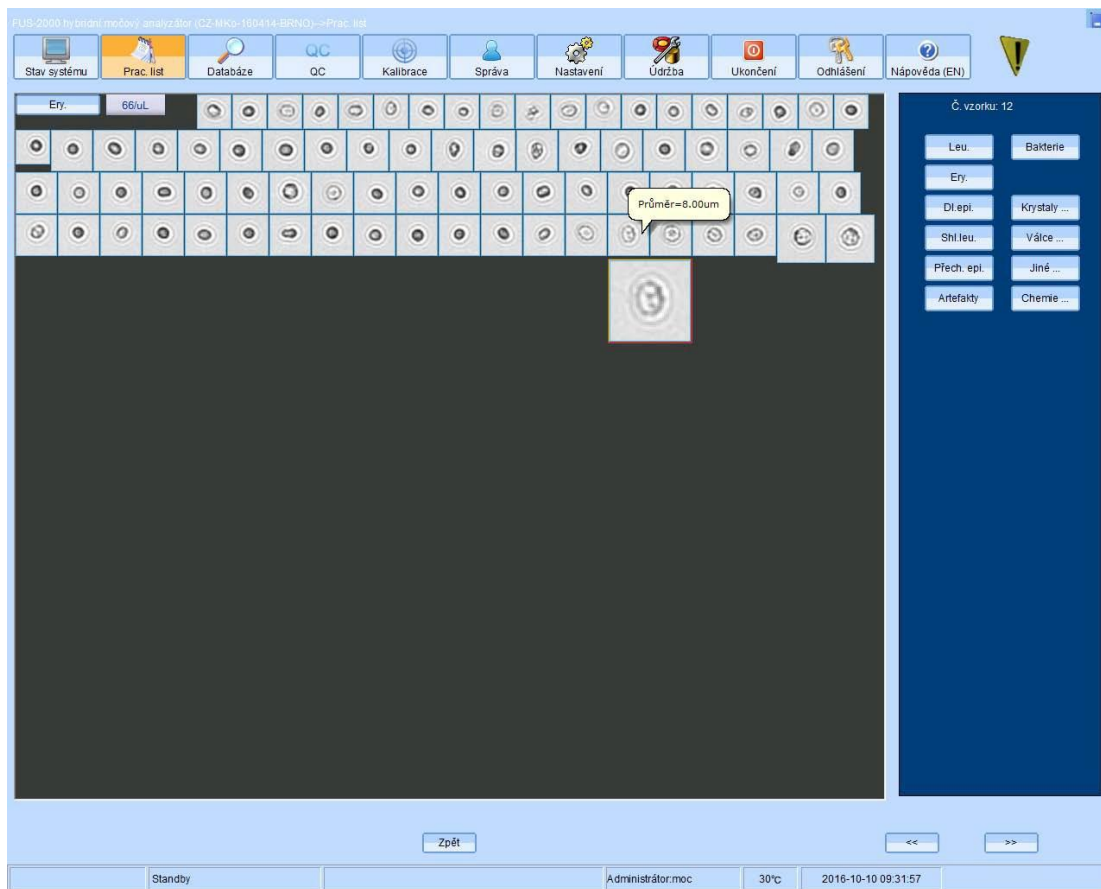 FUS-2000 hybridní močový analyzátor (CZ-MKo-160414-BRNO)-->Prac. list
Stav systému
Prac. list
Databáze
QC
QC
Kalibrace
Správa
Nastavení
Údržba
Ukončení
Odhlášení
Nápověda (EN)
Ery. 66/uL
Č. vzorku: 12
Leu. Bakterie
Ery.
Dl.epi. Krystaly ...
Shl.leu. Válce ...
Přech. epi. Jiné ...
Artefakty Chemie ...
Průměr=8.00um
Zpět << >>
Standby Administrátor:moc 30℃ 2016-10-10 09:31:57